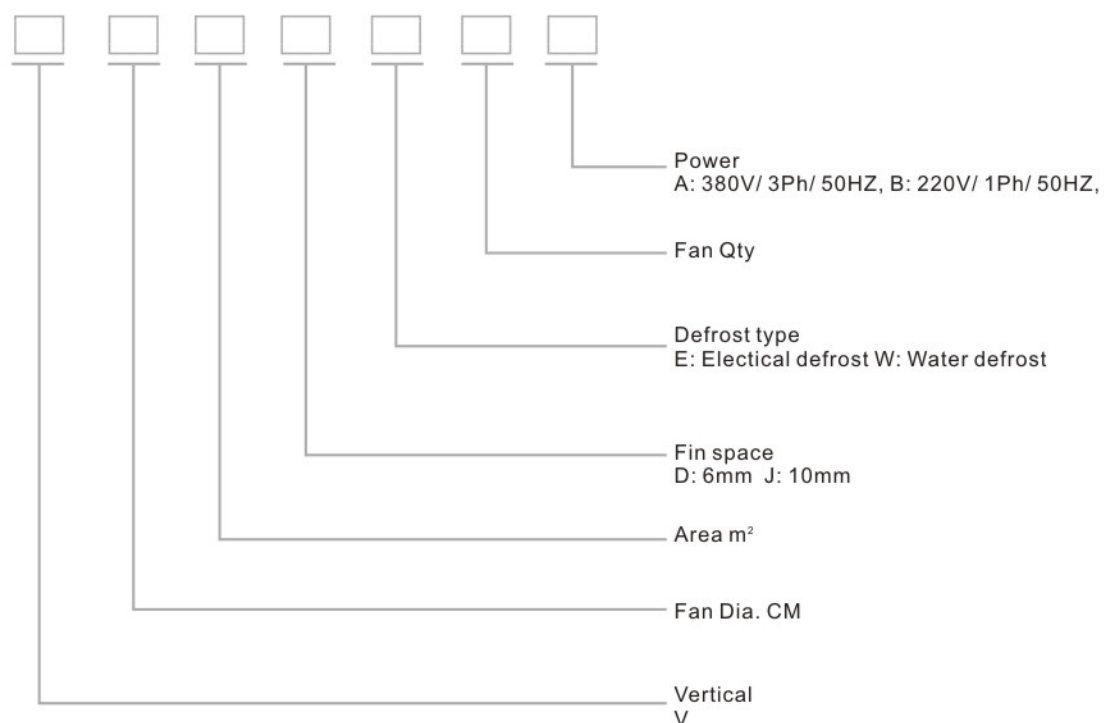 Power
A: 380V/ 3Ph/ 50HZ, B: 220V/ 1Ph/ 50HZ,
Fan Qty
Defrost type
E: Electical defrost W: Water defrost
Fin space
D: 6mm J: 10mm
Area m²
Fan Dia. CM
Vertical
V